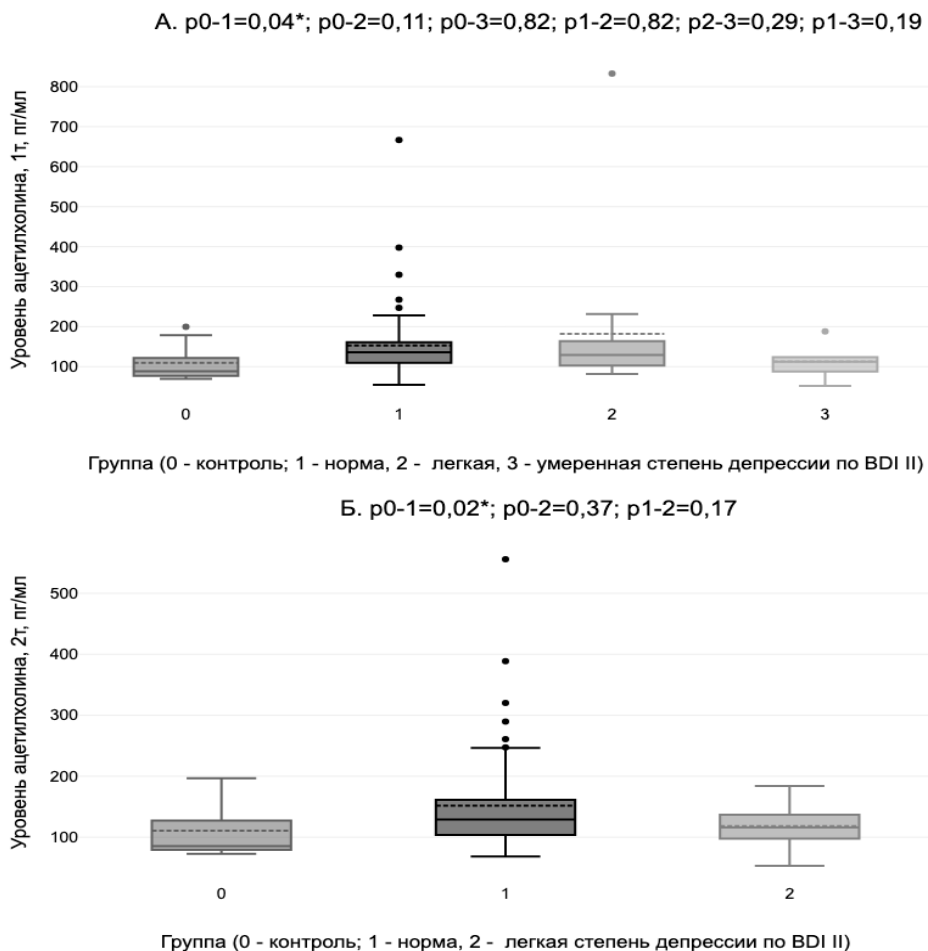 А. p0-1=0,04*; p0-2=0,11; p0-3=0,82; p1-2=0,82; p2-3=0,29; p1-3=0,19
Уровень ацетилхолина, 1т, пг/мл
800
700
600
500
400
300
200
100
0 1 2 3
Группа (0 - контроль; 1 - норма, 2 - легкая, 3 - умеренная степень депрессии по BDI II)
Б. p0-1=0,02*; p0-2=0,37; p1-2=0,17
Уровень ацетилхолина, 2т, пг/мл
500
400
300
200
100
0 1 2
Группа (0 - контроль; 1 - норма, 2 - легкая степень депрессии по BDI II)